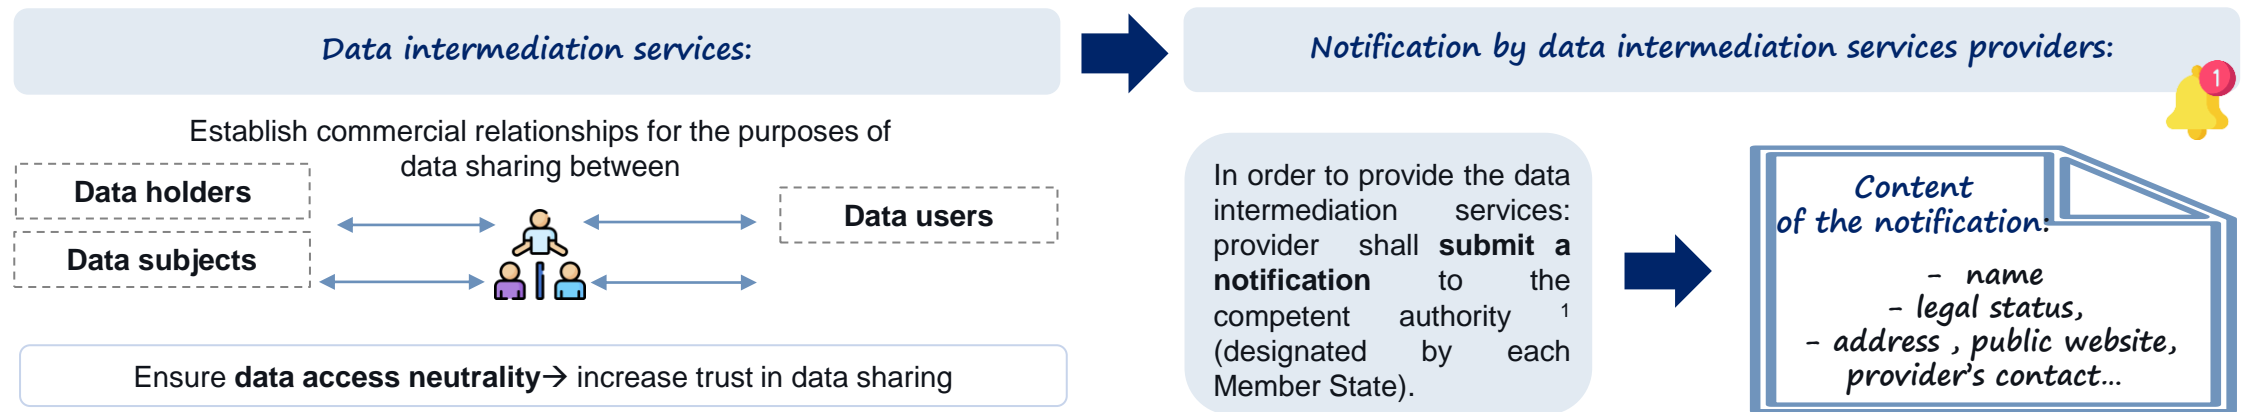 Data intermediation services:
Establish commercial relationships for the purposes of
data sharing between
Data holders
Data subjects
Data users
Ensure data access neutrality→ increase trust in data sharing
Notification by data intermediation services providers:
1
In order to provide the data
intermediation services:
provider shall submit a
notification to the
competent authority 1
(designated by each
Member State).
Content
of the notification:
- name
- legal status,
- address , public website,
provider's contact...